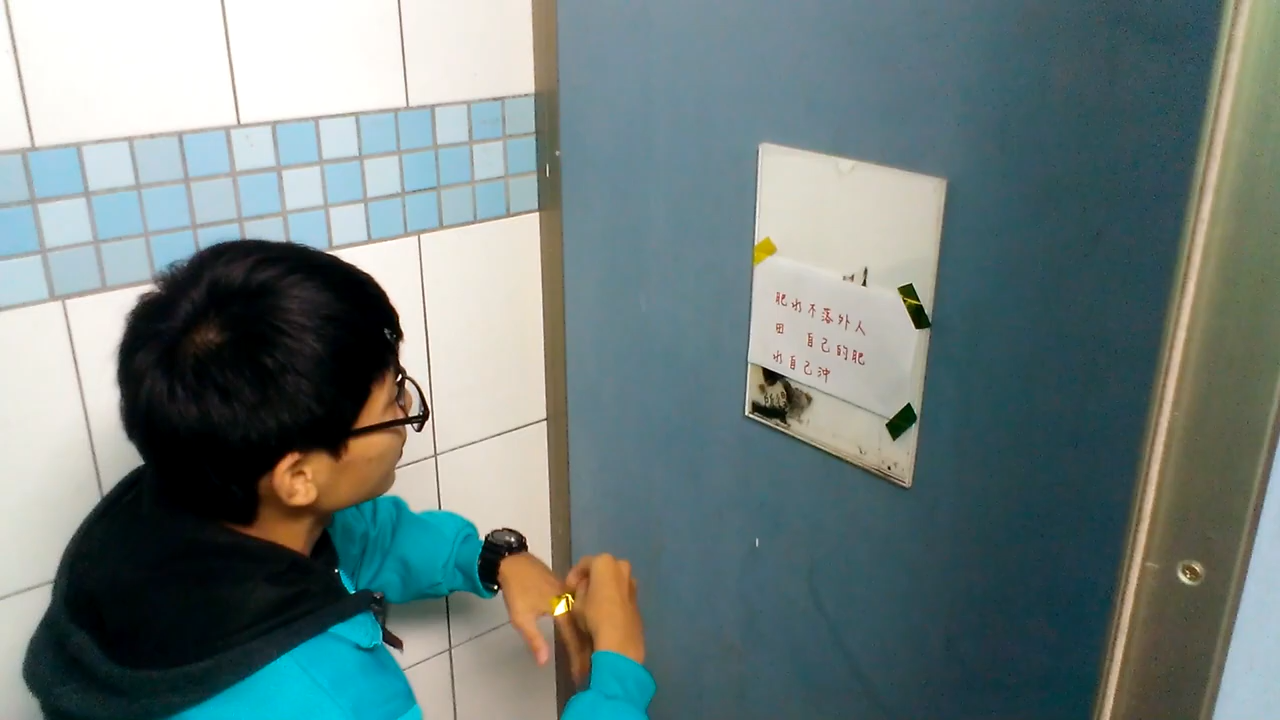 肥水不落外人
田 自己的肥
水自己沖